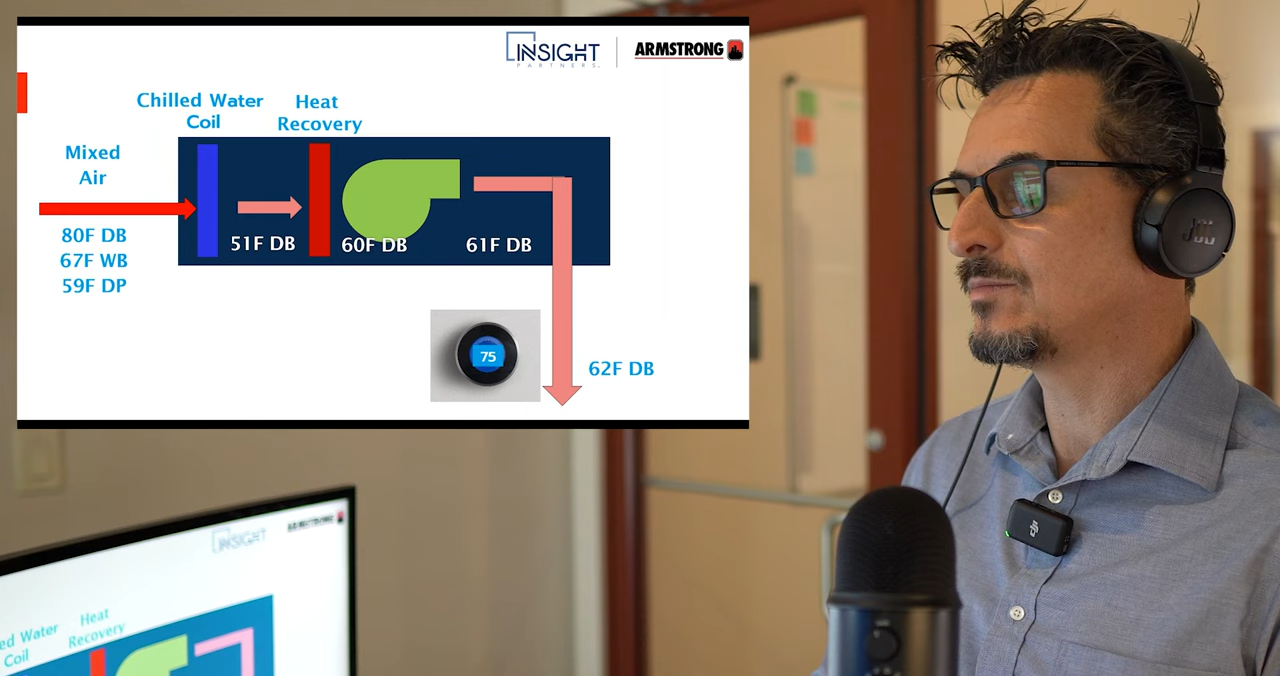 INSIGHT
PARTNERS.
ARMSTRONG
Chilled Water
Coil
Heat
Recovery
Mixed
Air
80F DB
67F WB
59F DP
51F DB
60F DB
61F DB
75
62F DB
JBL
INSIGHT
ARMSTRONG
Heat
Recovery
ed Water
Coil